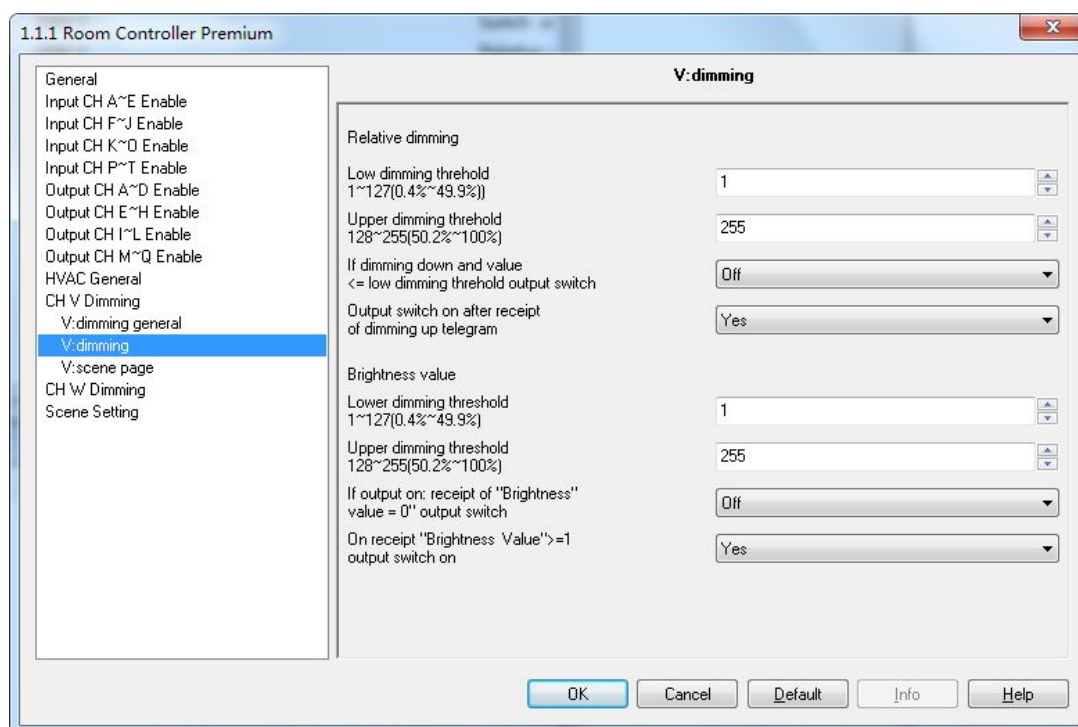 1.1.1 Room Controller Premium
General
Input CH A~E Enable
Input CH F~J Enable
Input CH K~O Enable
Input CH P~T Enable
Output CH A~D Enable
Output CH E~H Enable
Output CH I~L Enable
Output CH M~Q Enable
HVAC General
CH V Dimming
V:dimming general
V:dimming
V:scene page
CH W Dimming
Scene Setting
V:dimming
Relative dimming
Low dimming threhold
1~127(0.4%~49.9%))
1
Upper dimming threhold
128~255(50.2%~100%)
255
If dimming down and value
<= low dimming threhold output switch
Off
Output switch on after receipt
of dimming up telegram
Yes
Brightness value
Lower dimming threshold
1~127(0.4%~49.9%)
1
Upper dimming threshold
128~255(50.2%~100%)
255
If output on: receipt of "Brightness"
value = 0" output switch
Off
On receipt "Brightness Value">=1
output switch on
Yes
OK
Cancel
Default
Info
Help